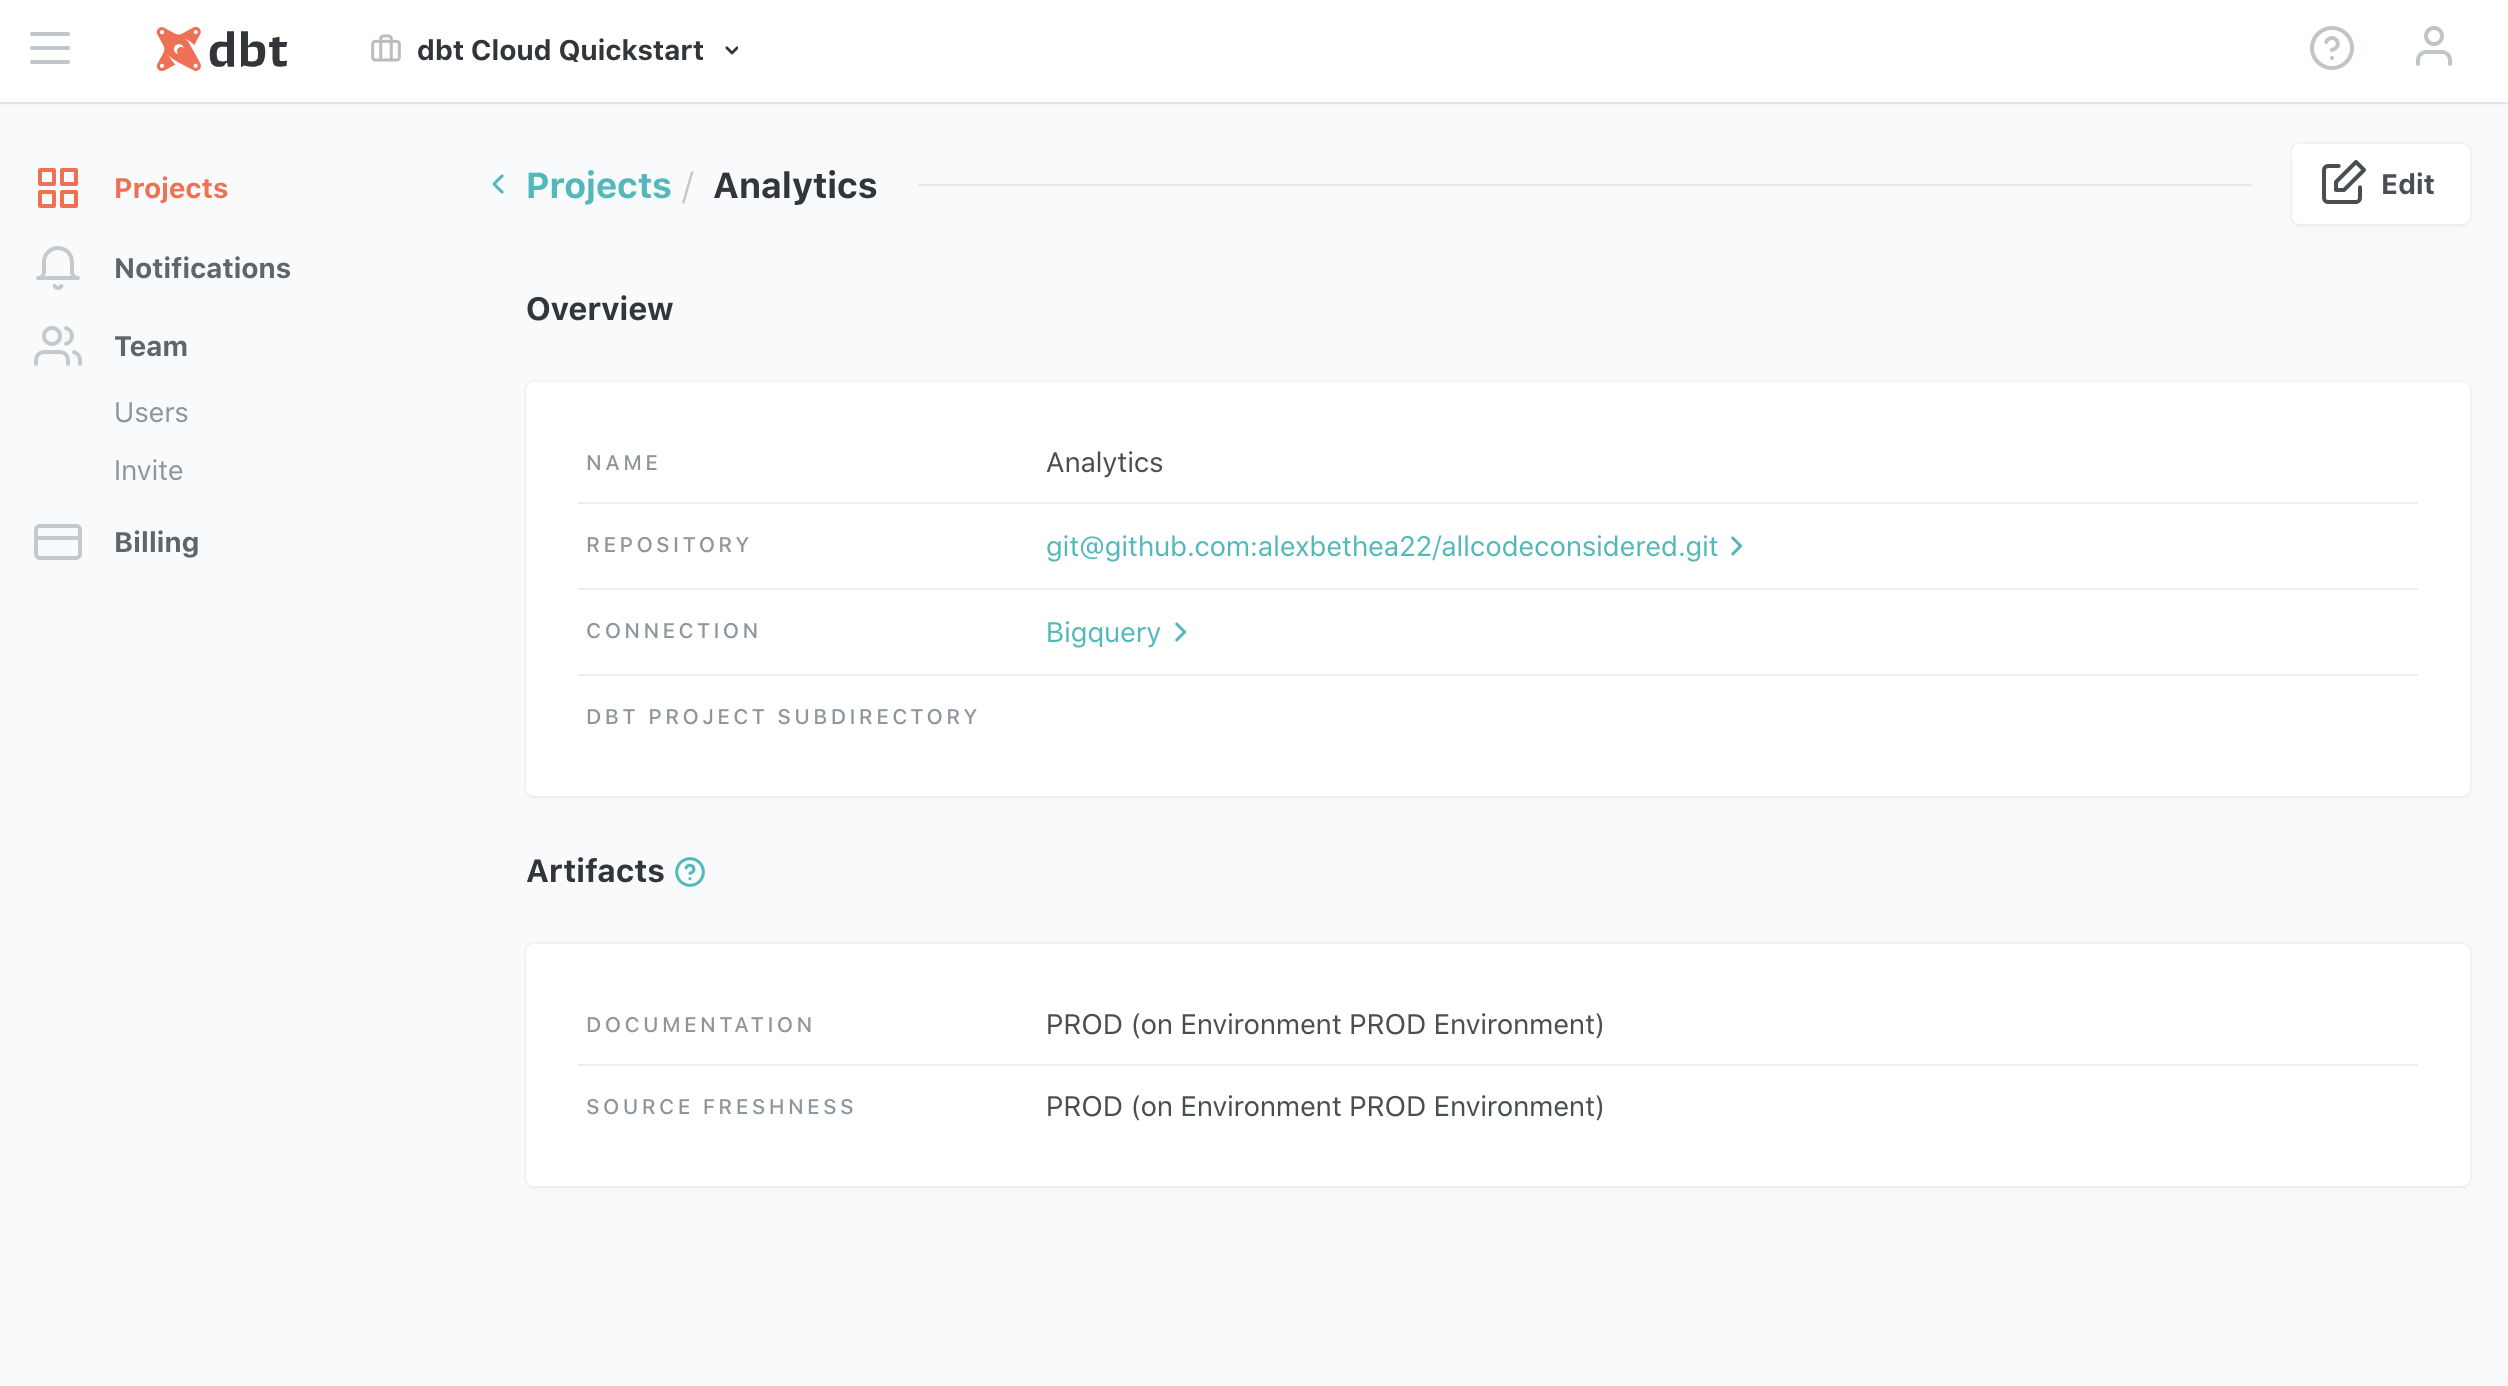 dbt
dbt Cloud Quickstart
Projects
Notifications
Team
Users
Invite
Billing
Projects / Analytics
Edit
Overview
NAME Analytics
REPOSITORY git@github.com:alexbethea22/allcodeconsidered.git
CONNECTION Bigquery
DBT PROJECT SUBDIRECTORY
Artifacts ?
DOCUMENTATION PROD (on Environment PROD Environment)
SOURCE FRESHNESS PROD (on Environment PROD Environment)